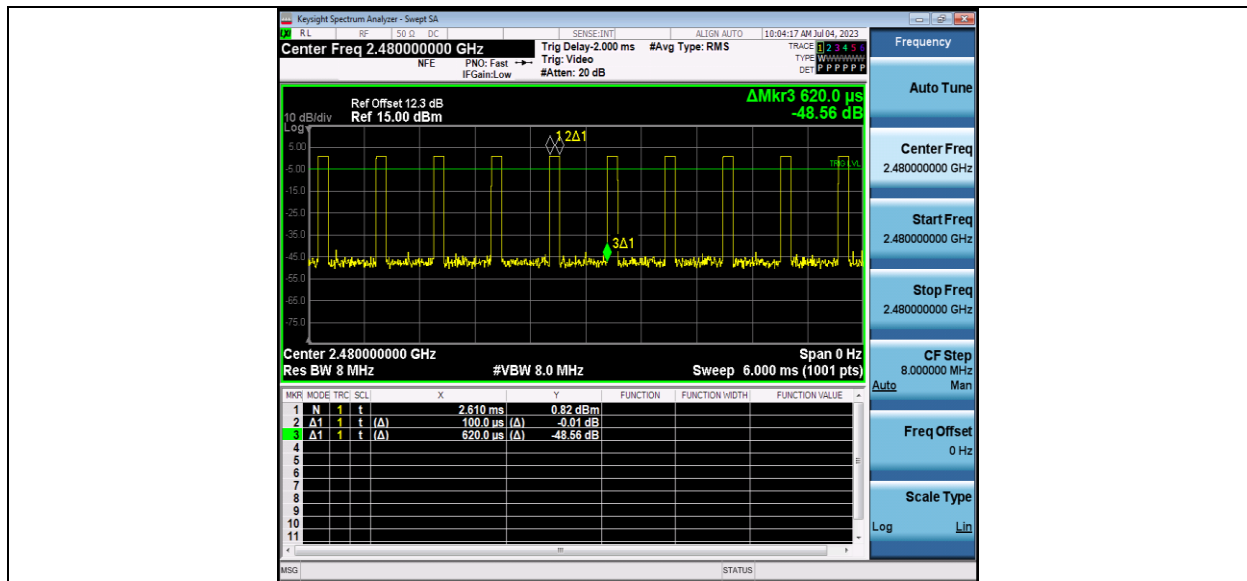 Keysight Spectrum Analyzer - Swept SA
RL RF 50 Ω DC SENSE:INT ALIGN AUTO 10:04:17 AM Jul 04, 2023
Center Freq 2.480000000 GHz
NFE PNO: Fast IFGain:Low
Trig Delay-2.000 ms #Avg Type: RMS
Trig: Video
#Atten: 20 dB
TRACE 1 2 3 4 5 6
TYPE W
DET P P P P P P
ΔMkr3 620.0 µs
-48.56 dB
Ref Offset 12.3 dB
10 dB/div Ref 15.00 dBm
Log
5.00
-5.00
-15.0
-25.0
-35.0
-45.0
-55.0
-65.0
-75.0
1 2Δ1
TRIG LVL
3Δ1
Center 2.480000000 GHz Span 0 Hz
Res BW 8 MHz #VBW 8.0 MHz Sweep 6.000 ms (1001 pts)
MKR MODE TRC SCL X Y FUNCTION FUNCTION WIDTH FUNCTION VALUE
1 N 1 t 2.610 ms 0.82 dBm
2 Δ1 1 t (Δ) 100.0 µs (Δ) -0.01 dB
3 Δ1 1 t (Δ) 620.0 µs (Δ) -48.56 dB
4
5
6
7
8
9
10
11
MSG STATUS
Frequency
Auto Tune
Center Freq
2.480000000 GHz
Start Freq
2.480000000 GHz
Stop Freq
2.480000000 GHz
CF Step
8.000000 MHz
Auto Man
Freq Offset
0 Hz
Scale Type
Log Lin